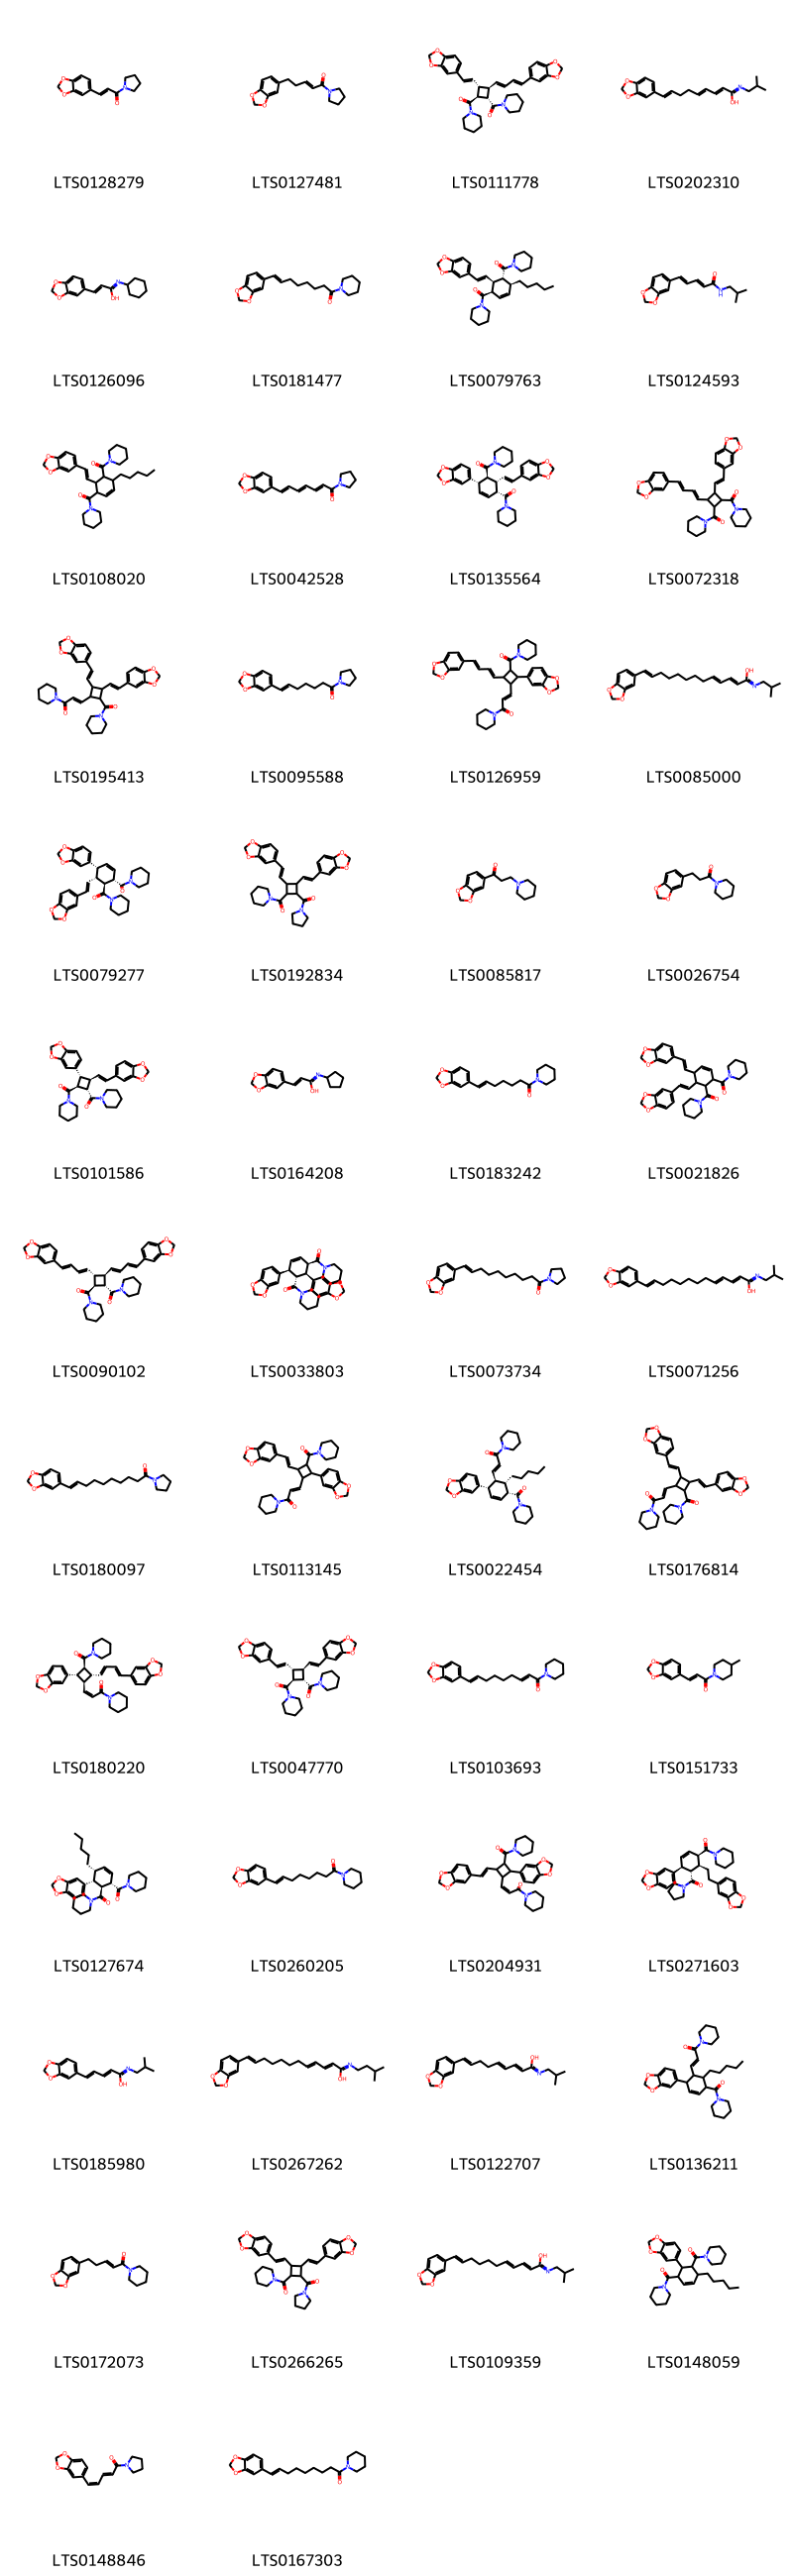 LTS0128279 LTS0127481 LTS0111778 LTS0202310
LTS0126096 LTS0181477 LTS0079763 LTS0124593
LTS0108020 LTS0042528 LTS0135564 LTS0072318
LTS0195413 LTS0095588 LTS0126959 LTS0085000
LTS0079277 LTS0192834 LTS0085817 LTS0026754
LTS0101586 LTS0164208 LTS0183242 LTS0021826
LTS0090102 LTS0033803 LTS0073734 LTS0071256
LTS0180097 LTS0113145 LTS0022454 LTS0176814
LTS0180220 LTS0047770 LTS0103693 LTS0151733
LTS0127674 LTS0260205 LTS0204931 LTS0271603
LTS0185980 LTS0267262 LTS0122707 LTS0136211
LTS0172073 LTS0266265 LTS0109359 LTS0148059
LTS0148846 LTS0167303